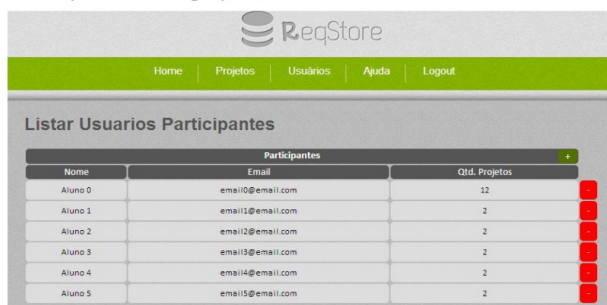 ReqStore
Home Projetos Usuários Ajuda Logout
Listar Usuarios Participantes
Participantes +
Nome Email Qtd. Projetos
Aluno 0 email0@email.com 12 -
Aluno 1 email1@email.com 2 -
Aluno 2 email2@email.com 2 -
Aluno 3 email3@email.com 2 -
Aluno 4 email4@email.com 2 -
Aluno 5 email5@email.com 2 -